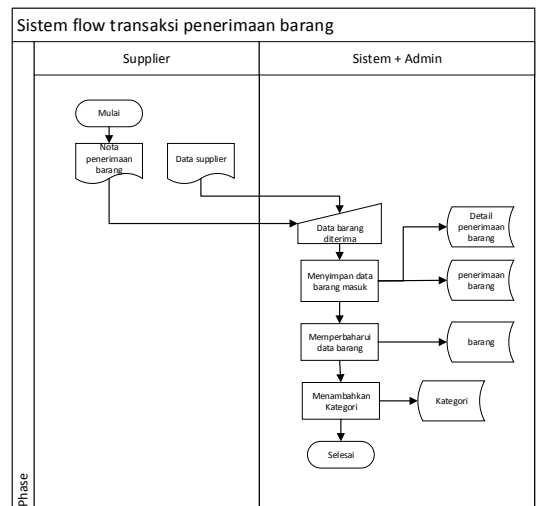 Sistem flow transaksi penerimaan barang
Supplier
Sistem + Admin
Mulai
Nota
penerimaan
barang
Data supplier
Data barang
diterima
Detail
penerimaan
barang
Menyimpan data
barang masuk
penerimaan
barang
Memperbaharui
data barang
barang
Menambahkan
Kategori
Kategori
Selesai
Phase